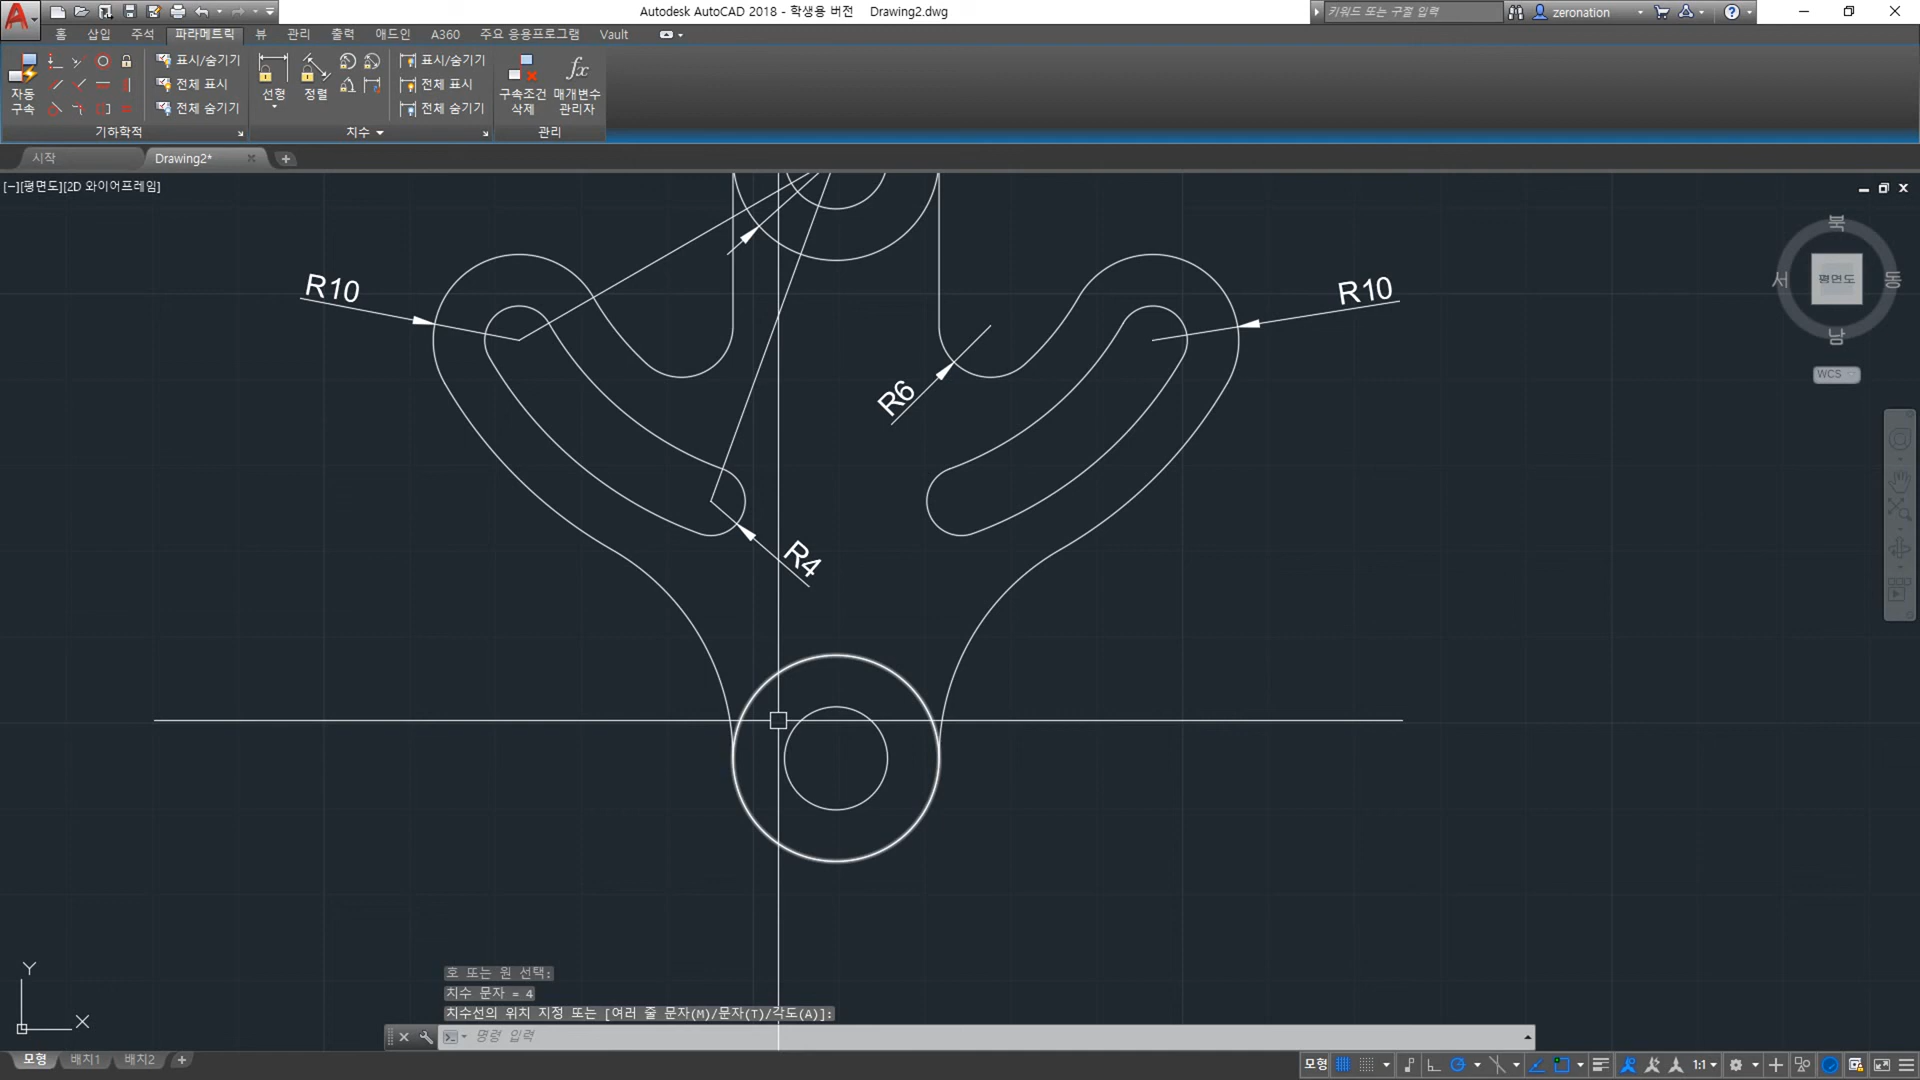 Autodesk AutoCAD 2018 - 학생용 버전 Drawing2.dwg
키워드 또는 구절 입력
zeronation
홈 삽입 주석 파라메트릭 뷰 관리 출력 애드인 A360 주요 응용프로그램 Vault
자동
구속
표시/숨기기
전체 표시
전체 숨기기
기하학적
선형
정렬
표시/숨기기
전체 표시
전체 숨기기
치수
구속조건
삭제
fx
매개변수
관리자
관리
시작
Drawing2*
[−][평면도][2D 와이어프레임]
북
서
평면도
동
남
WCS
R10
R10
R6
R4
Y
X
호 또는 원 선택:
치수 문자 = 4
치수선의 위치 지정 또는 [여러 줄 문자(M)/문자(T)/각도(A)]:
명령 입력
모형 배치1 배치2
모형
1:1